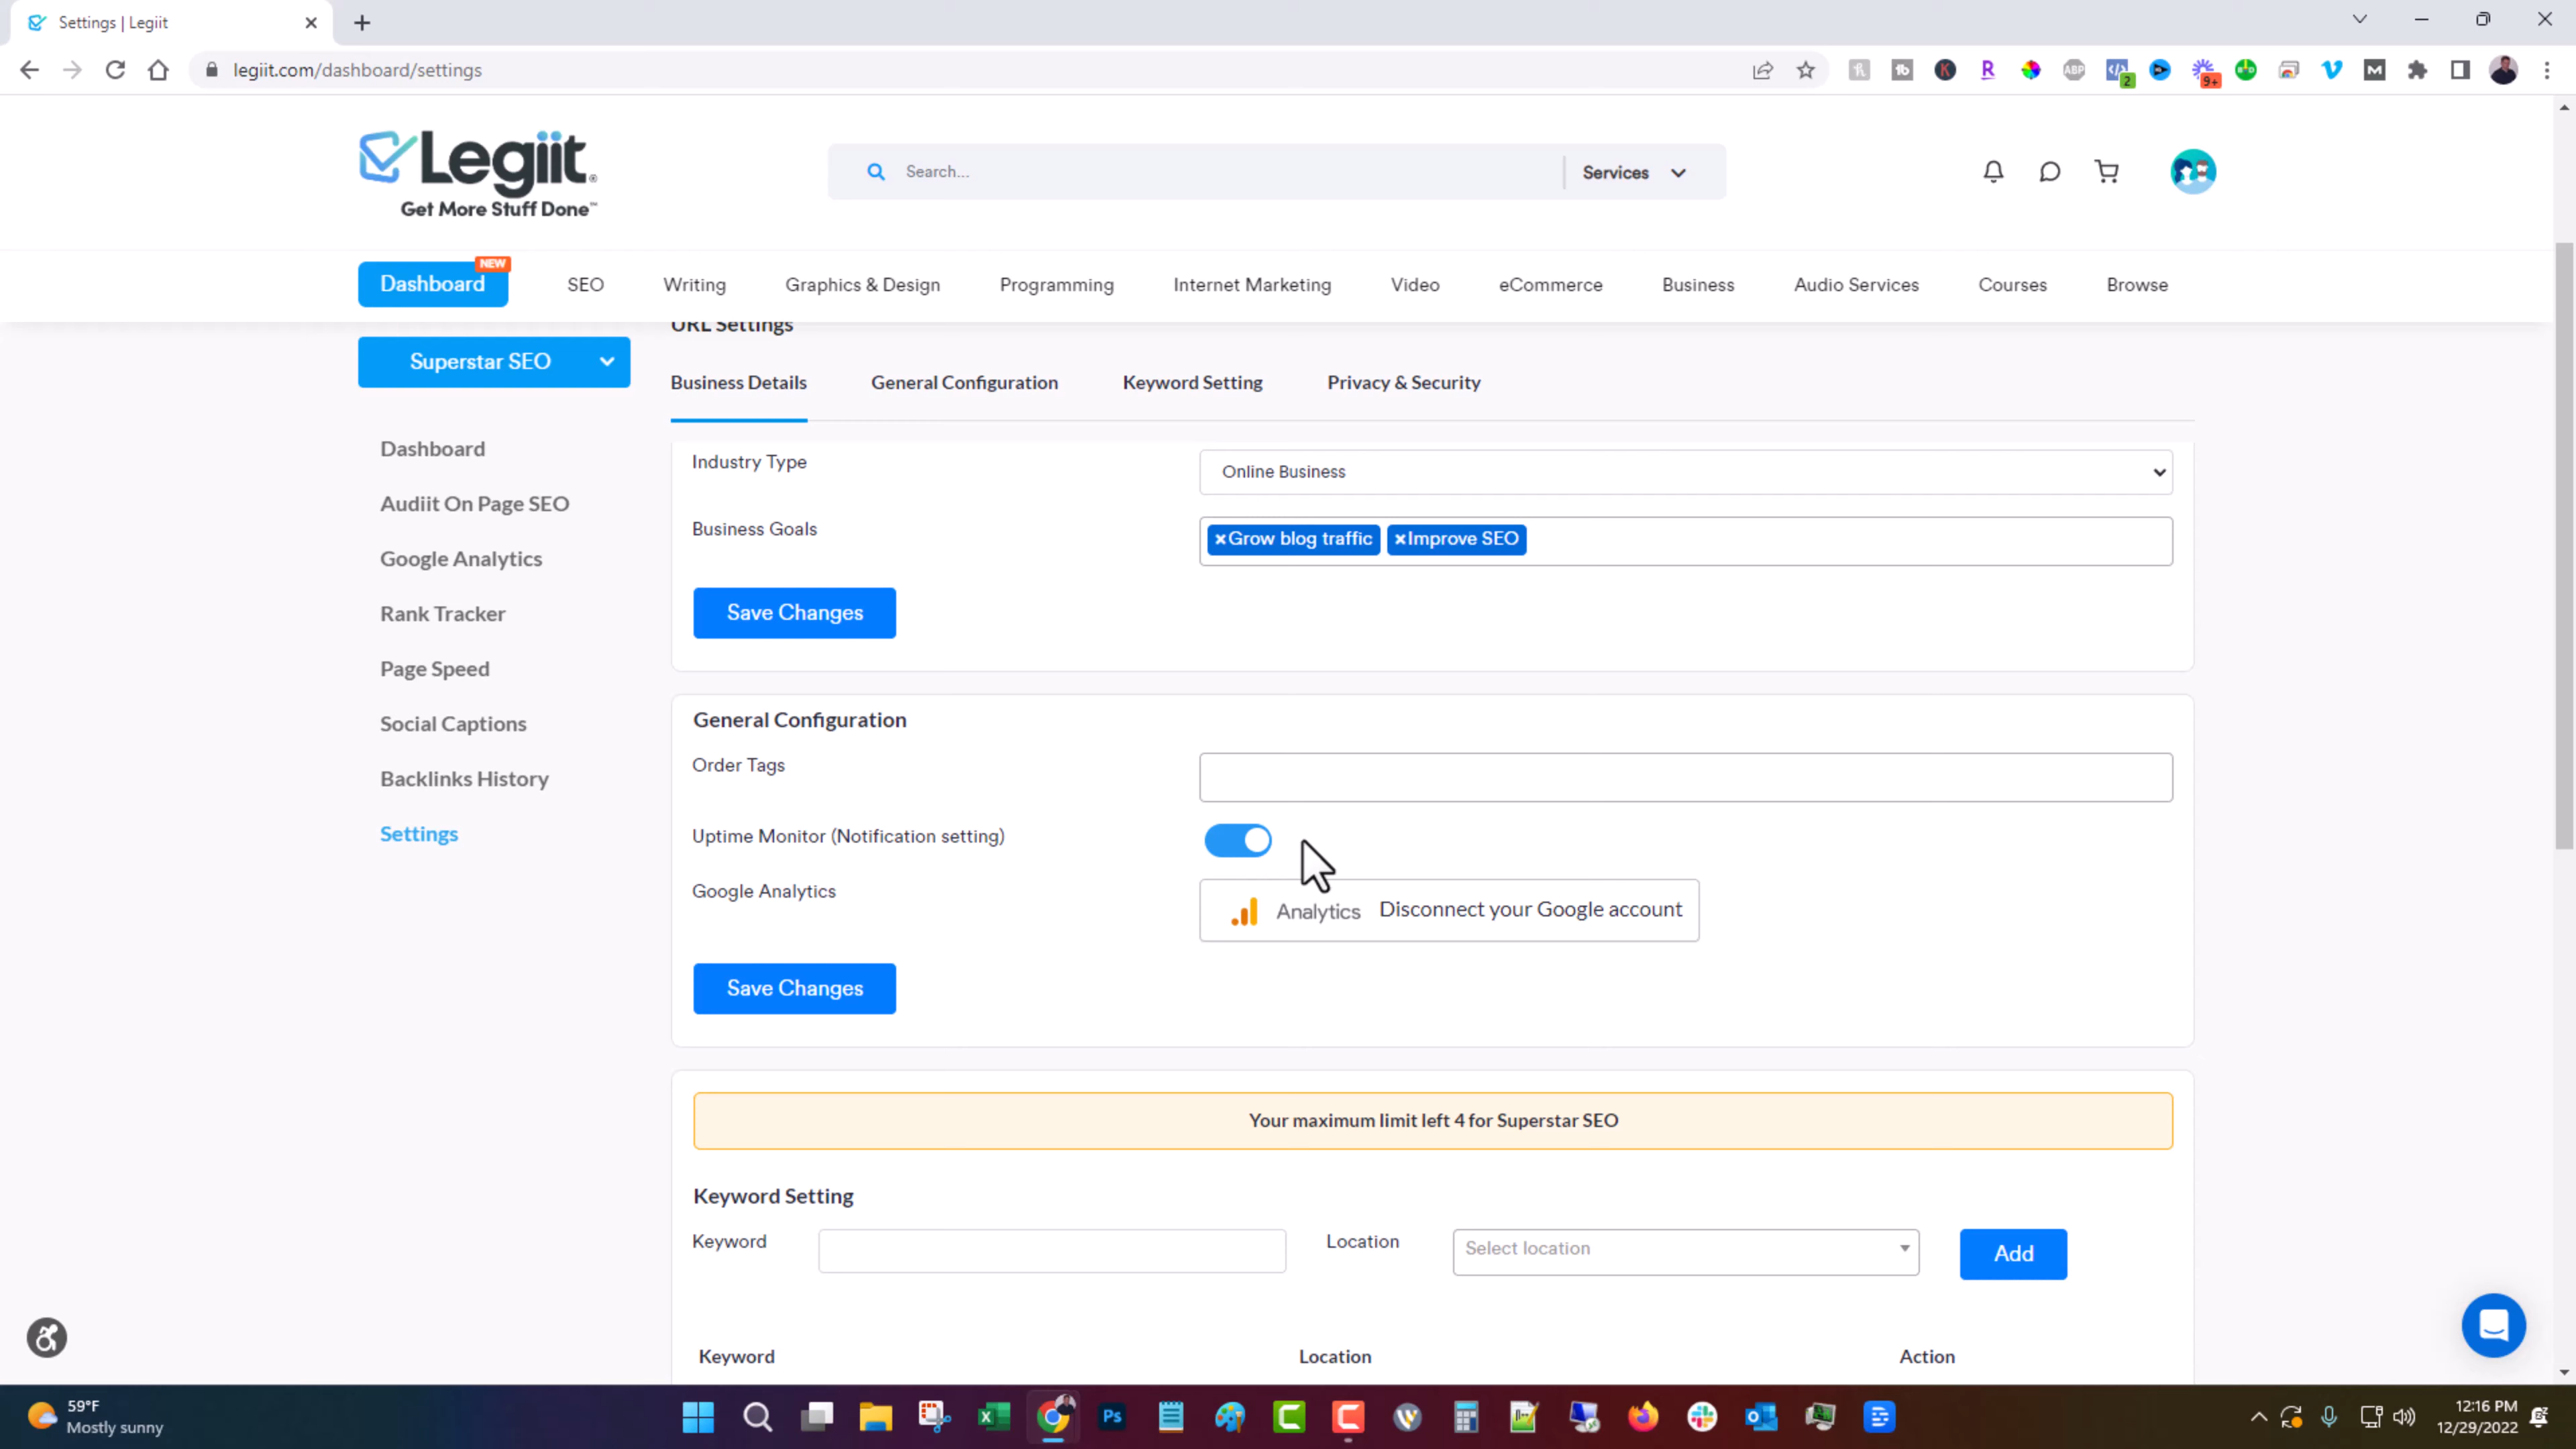 Settings | Legiit
legiit.com/dashboard/settings
ABP
2
9+
Legiit
Get More Stuff Done™
Search...
Services
NEW
Dashboard
SEO
Writing
Graphics & Design
Programming
Internet Marketing
Video
eCommerce
Business
Audio Services
Courses
Browse
URL Settings
Superstar SEO
Business Details
General Configuration
Keyword Setting
Privacy & Security
Dashboard
Audiit On Page SEO
Google Analytics
Rank Tracker
Page Speed
Social Captions
Backlinks History
Settings
Industry Type
Online Business
Business Goals
×Grow blog traffic
×Improve SEO
Save Changes
General Configuration
Order Tags
Uptime Monitor (Notification setting)
Google Analytics
Analytics Disconnect your Google account
Save Changes
Your maximum limit left 4 for Superstar SEO
Keyword Setting
Keyword
Location
Select location
Add
Keyword
Location
Action
59°F
Mostly sunny
Ps
12:16 PM
12/29/2022